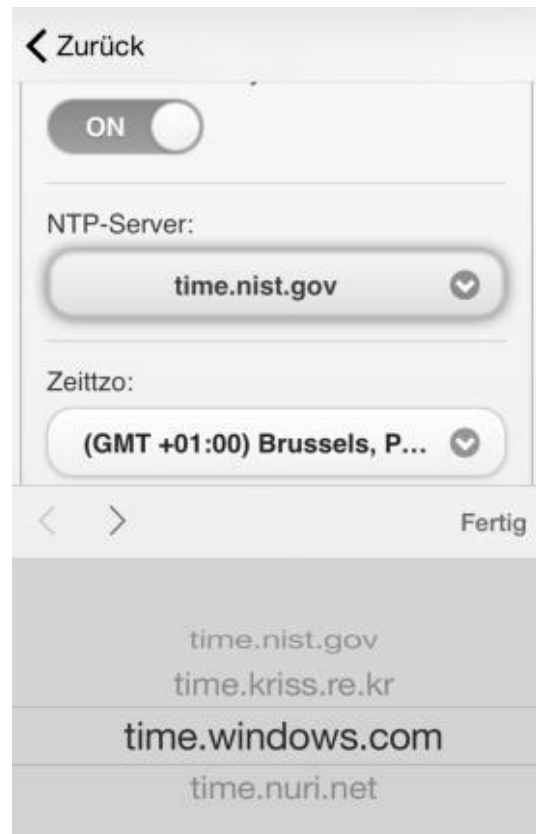 Zurück
ON
NTP-Server:
time.nist.gov
Zeittzo:
(GMT +01:00) Brussels, P...
Fertig
time.nist.gov
time.kriss.re.kr
time.windows.com
time.nuri.net